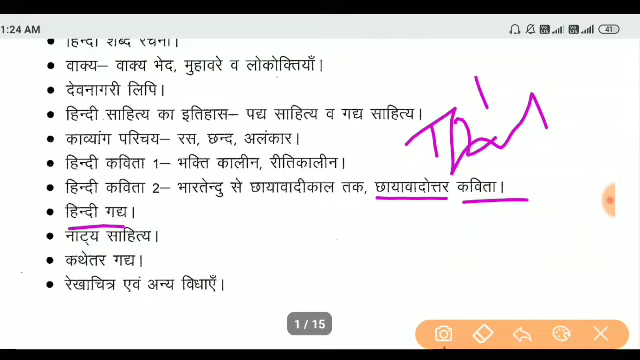 1:24 AM
41
• हिन्दी शब्द रचना।
• वाक्य– वाक्य भेद, मुहावरे व लोकोक्तियाँ।
• देवनागरी लिपि।
• हिन्दी साहित्य का इतिहास– पद्य साहित्य व गद्य साहित्य।
• काव्यांग परिचय– रस, छन्द, अलंकार।
• हिन्दी कविता 1– भक्ति कालीन, रीतिकालीन।
• हिन्दी कविता 2– भारतेन्दु से छायावादीकाल तक, छायावादोत्तर कविता।
• हिन्दी गद्य।
• नाट्य साहित्य।
• कथेतर गद्य।
• रेखाचित्र एवं अन्य विधाएँ।
1 / 15